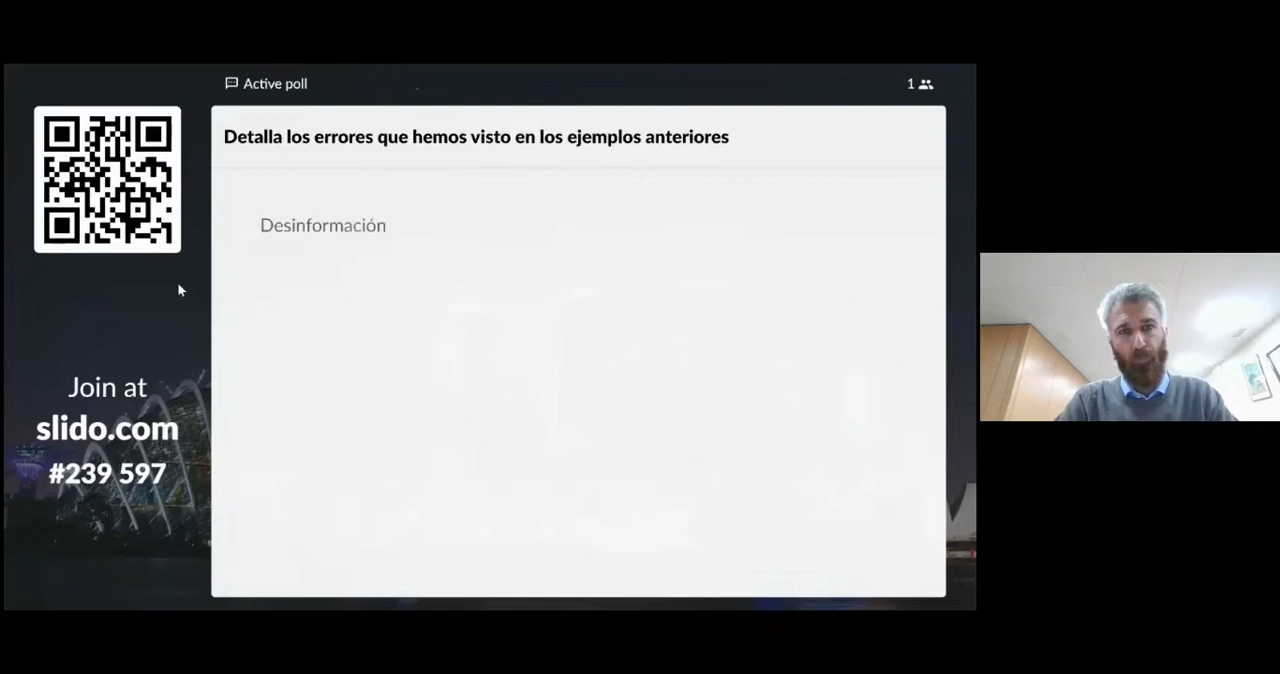 Active poll
1
Detalla los errores que hemos visto en los ejemplos anteriores
Desinformación
Join at
slido.com
#239 597